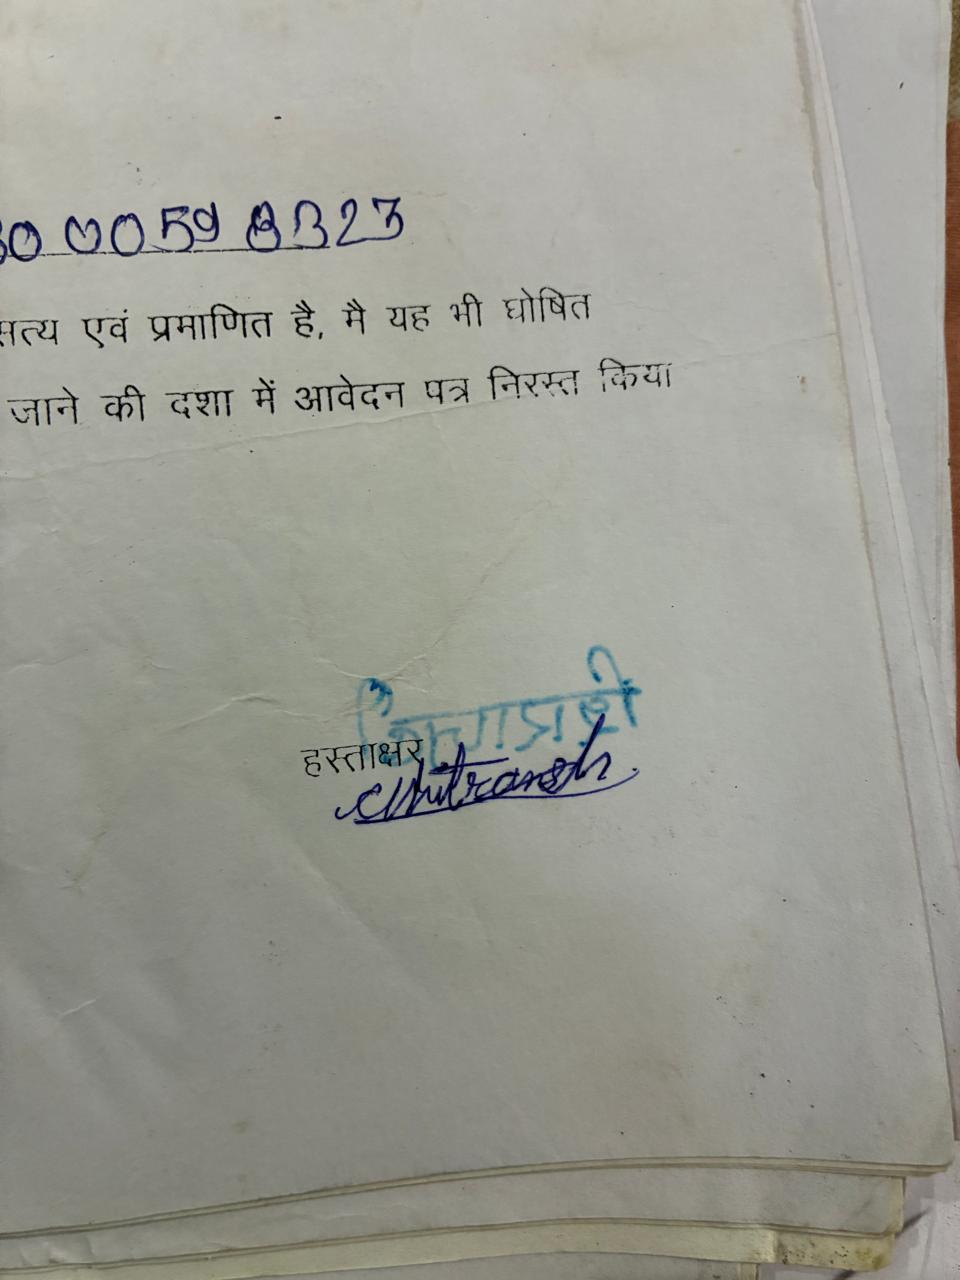 30 0059 8323
सत्य एवं प्रमाणित है, मै यह भी घोषित
जाने की दशा में आवेदन पत्र निरस्त किया
हस्ताक्षर
Chitransh